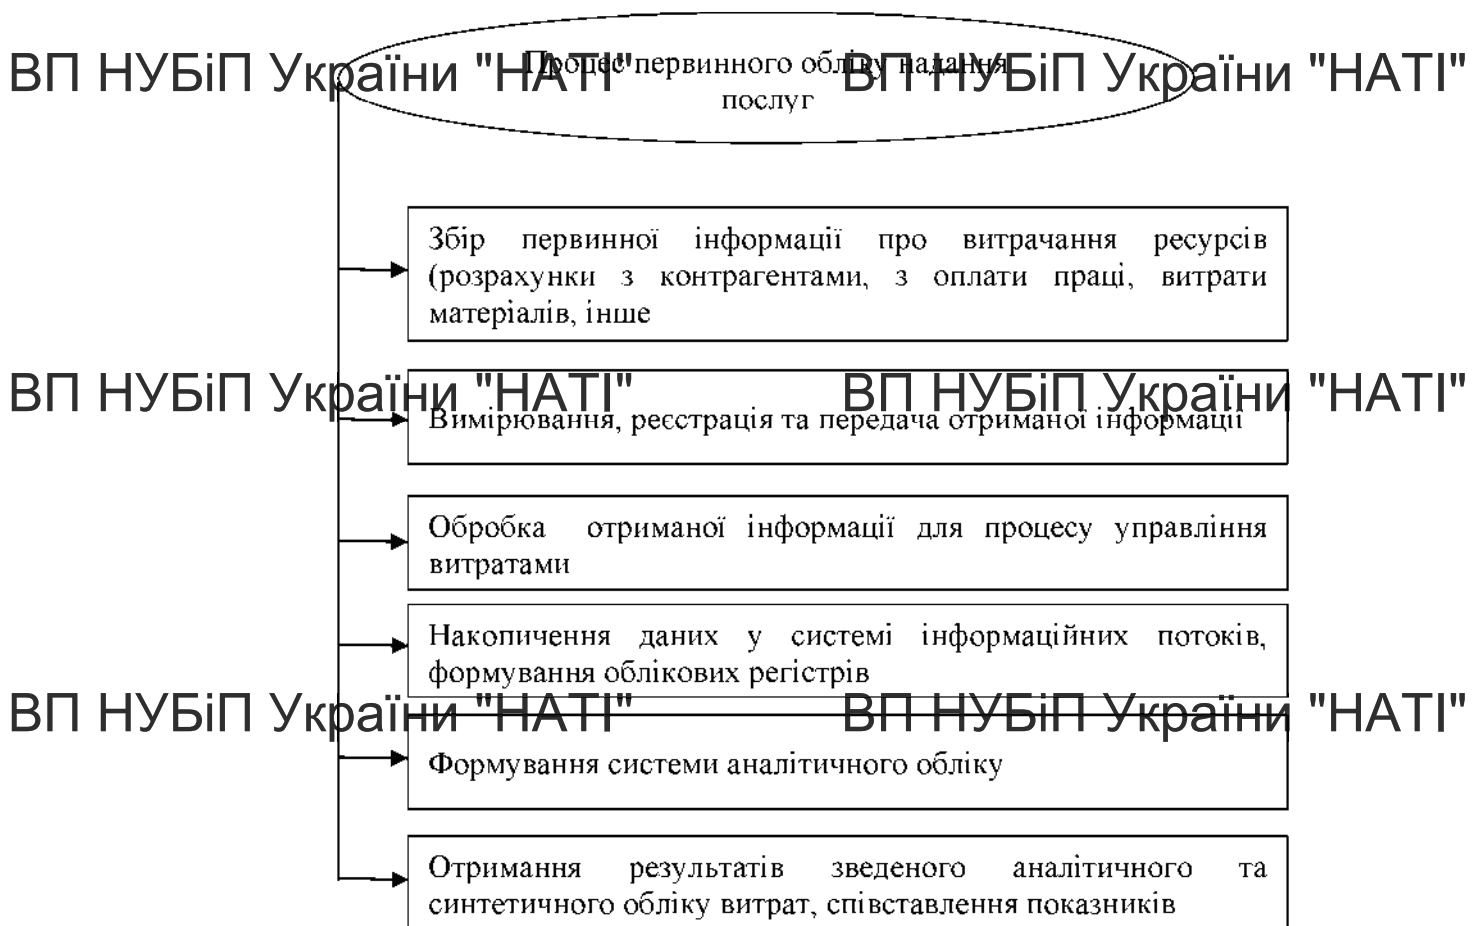 Процес первинного обліку надання
ВП НУБіП України "НАТІ" ВП НУБіП України "НАТІ"
послуг
Збір первинної інформації про витрачання ресурсів
(розрахунки з контрагентами, з оплати праці, витрати
матеріалів, інше
ВП НУБіП України "НАТІ" ВП НУБіП України "НАТІ"
Вимірювання, реєстрація та передача отриманої інформації
Обробка отриманої інформації для процесу управління
витратами
Накопичення даних у системі інформаційних потоків,
формування облікових регістрів
ВП НУБіП України "НАТІ" ВП НУБіП України "НАТІ"
Формування системи аналітичного обліку
Отримання результатів зведеного аналітичного та
синтетичного обліку витрат, співставлення показників